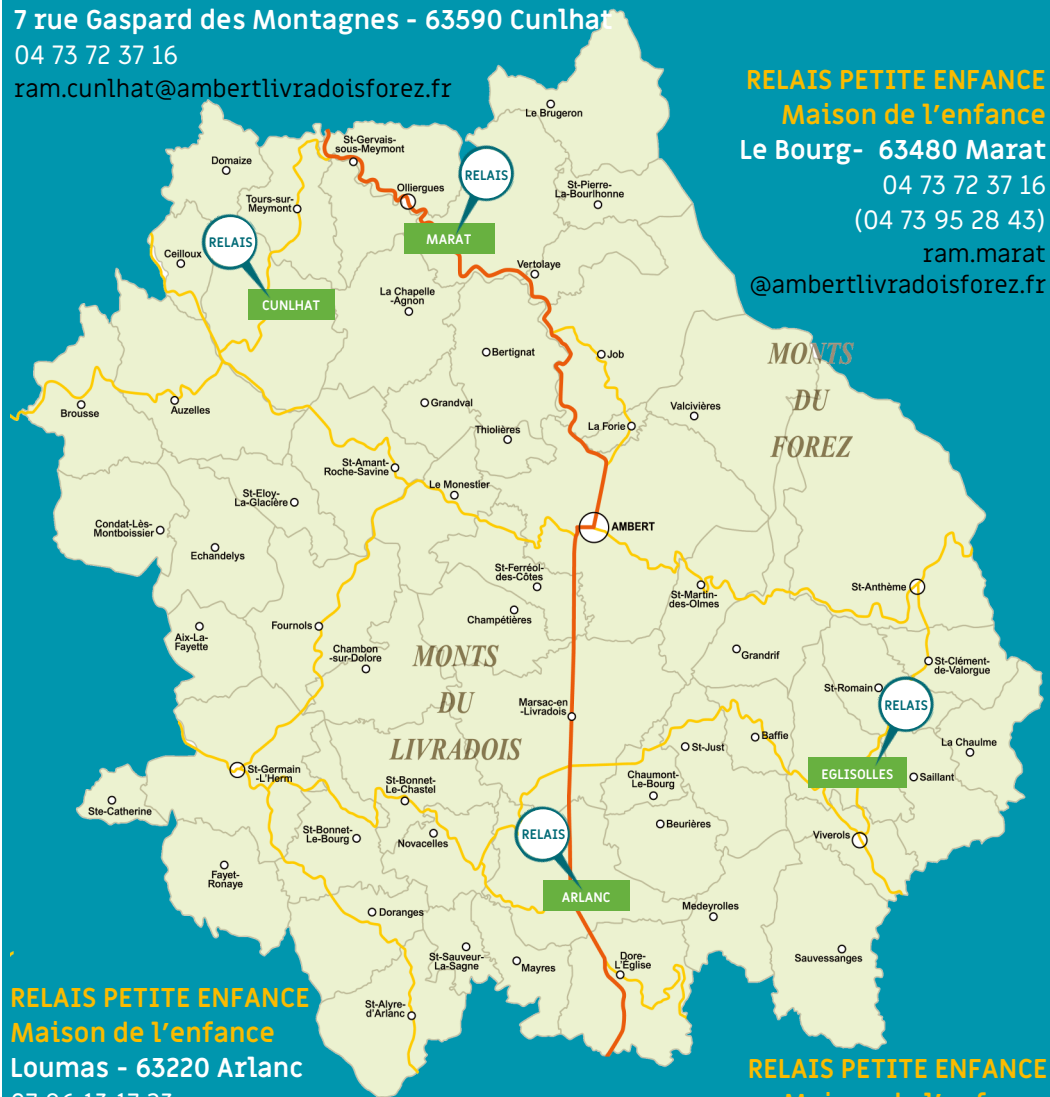 7 rue Gaspard des Montagnes - 63590 Cunlhat
04 73 72 37 16
ram.cunlhat@ambertlivradoisforez.fr
RELAIS PETITE ENFANCE
Maison de l'enfance
Le Bourg- 63480 Marat
04 73 72 37 16
(04 73 95 28 43)
ram.marat
@ambertlivradoisforez.fr
Le Brugeron
St-Gervais-
sous-Meymont
Domaize
RELAIS
Olliergues
St-Pierre-
La-Bourlhonne
Tours-sur-
Meymont
MARAT
RELAIS
Ceilloux
Vertolaye
CUNLHAT
La Chapelle
-Agnon
MONTS
DU
FOREZ
Bertignat
Job
Brousse
Auzelles
Grandval
Valcivières
Thiolières
La Forie
St-Amant-
Roche-Savine
Le Monestier
St-Eloy-
La-Glacière
Condat-Lès-
Montboissier
AMBERT
Echandelys
St-Ferréol-
des-Côtes
St-Martin-
des-Olmes
St-Anthème
Champétières
Aix-La-
Fayette
Fournols
Chambon
-sur-Dolore
MONTS
DU
LIVRADOIS
Grandrif
St-Clément-
de-Valorgue
St-Romain
RELAIS
Marsac-en
-Livradois
Baffie
St-Just
La Chaulme
EGLISOLLES
Saillant
St-Germain
-L'Herm
St-Bonnet-
Le-Chastel
Chaumont-
Le-Bourg
Ste-Catherine
St-Bonnet-
Le-Bourg
Novacelles
RELAIS
Beurières
Viverols
Fayet-
Ronaye
ARLANC
Doranges
Medeyrolles
St-Sauveur-
La-Sagne
Mayres
Dore-
L'Église
Sauvessanges
St-Alyre-
d'Arlanc
RELAIS PETITE ENFANCE
Maison de l'enfance
Loumas - 63220 Arlanc
RELAIS PETITE ENFANCE